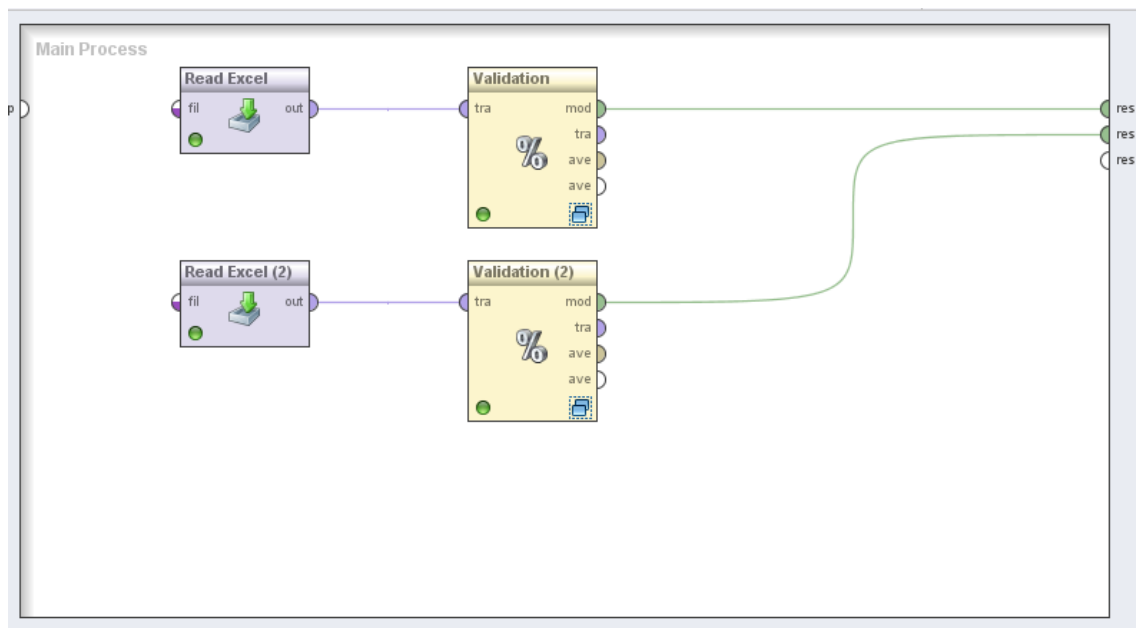 Main Process
Read Excel
fil
out
Validation
tra
mod
tra
ave
ave
p
res
res
res
Read Excel (2)
fil
out
Validation (2)
tra
mod
tra
ave
ave